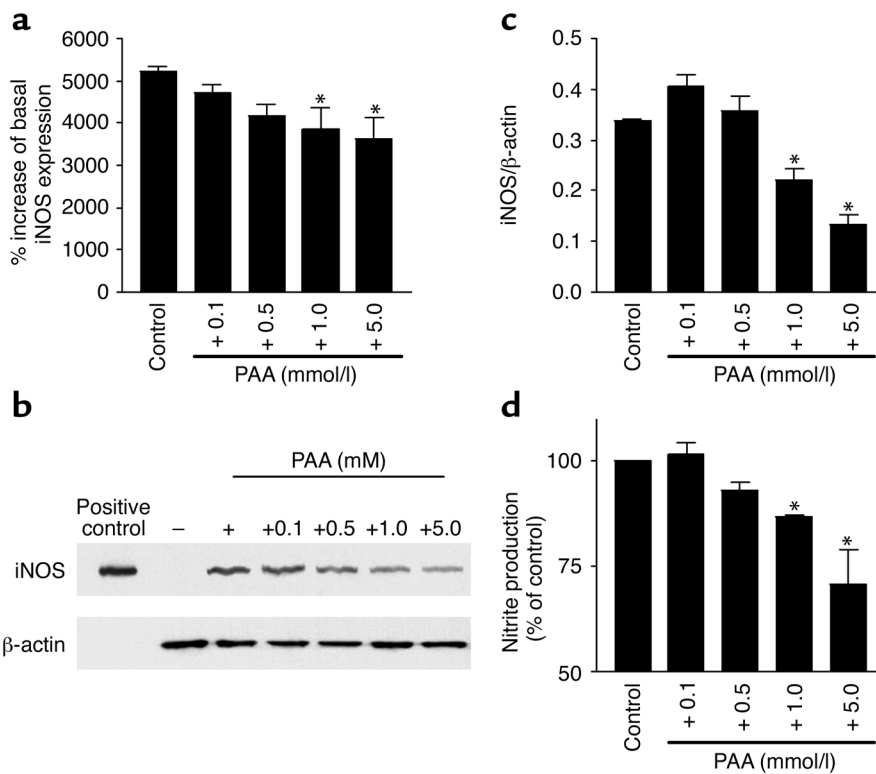 a
% increase of basal
iNOS expression
6000
5000
4000
3000
2000
1000
0
* *
Control
+ 0.1
+ 0.5
+ 1.0
+ 5.0
PAA (mmol/l)
b
PAA (mM)
Positive
control – + +0.1 +0.5 +1.0 +5.0
iNOS
β-actin
c
iNOS/β-actin
0.5
0.4
0.3
0.2
0.1
0.0
*
*
Control
+ 0.1
+ 0.5
+ 1.0
+ 5.0
PAA (mmol/l)
d
Nitrite production
(% of control)
100
75
50
*
*
Control
+ 0.1
+ 0.5
+ 1.0
+ 5.0
PAA (mmol/l)